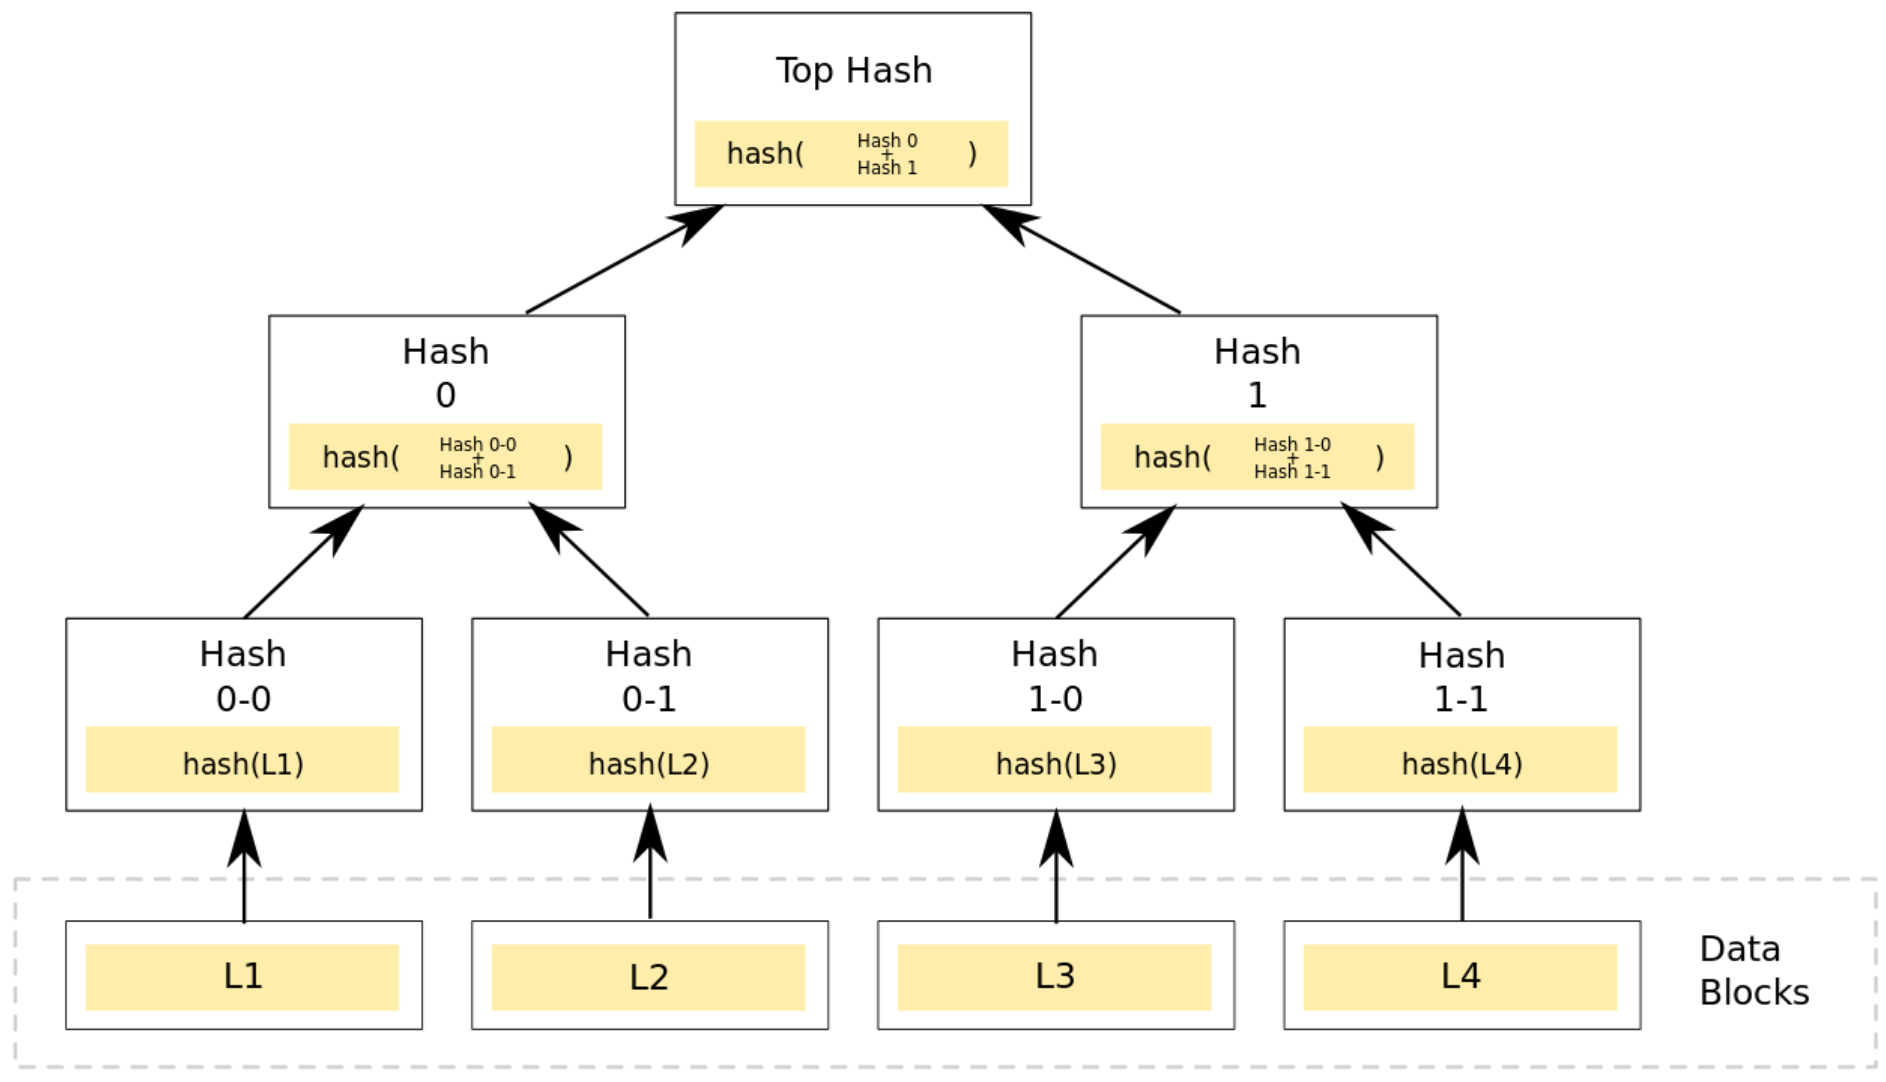 Top Hash
hash( Hash 0 + Hash 1 )
Hash
0
hash( Hash 0-0 + Hash 0-1 )
Hash
1
hash( Hash 1-0 + Hash 1-1 )
Hash
0-0
hash(L1)
Hash
0-1
hash(L2)
Hash
1-0
hash(L3)
Hash
1-1
hash(L4)
L1
L2
L3
L4
Data
Blocks